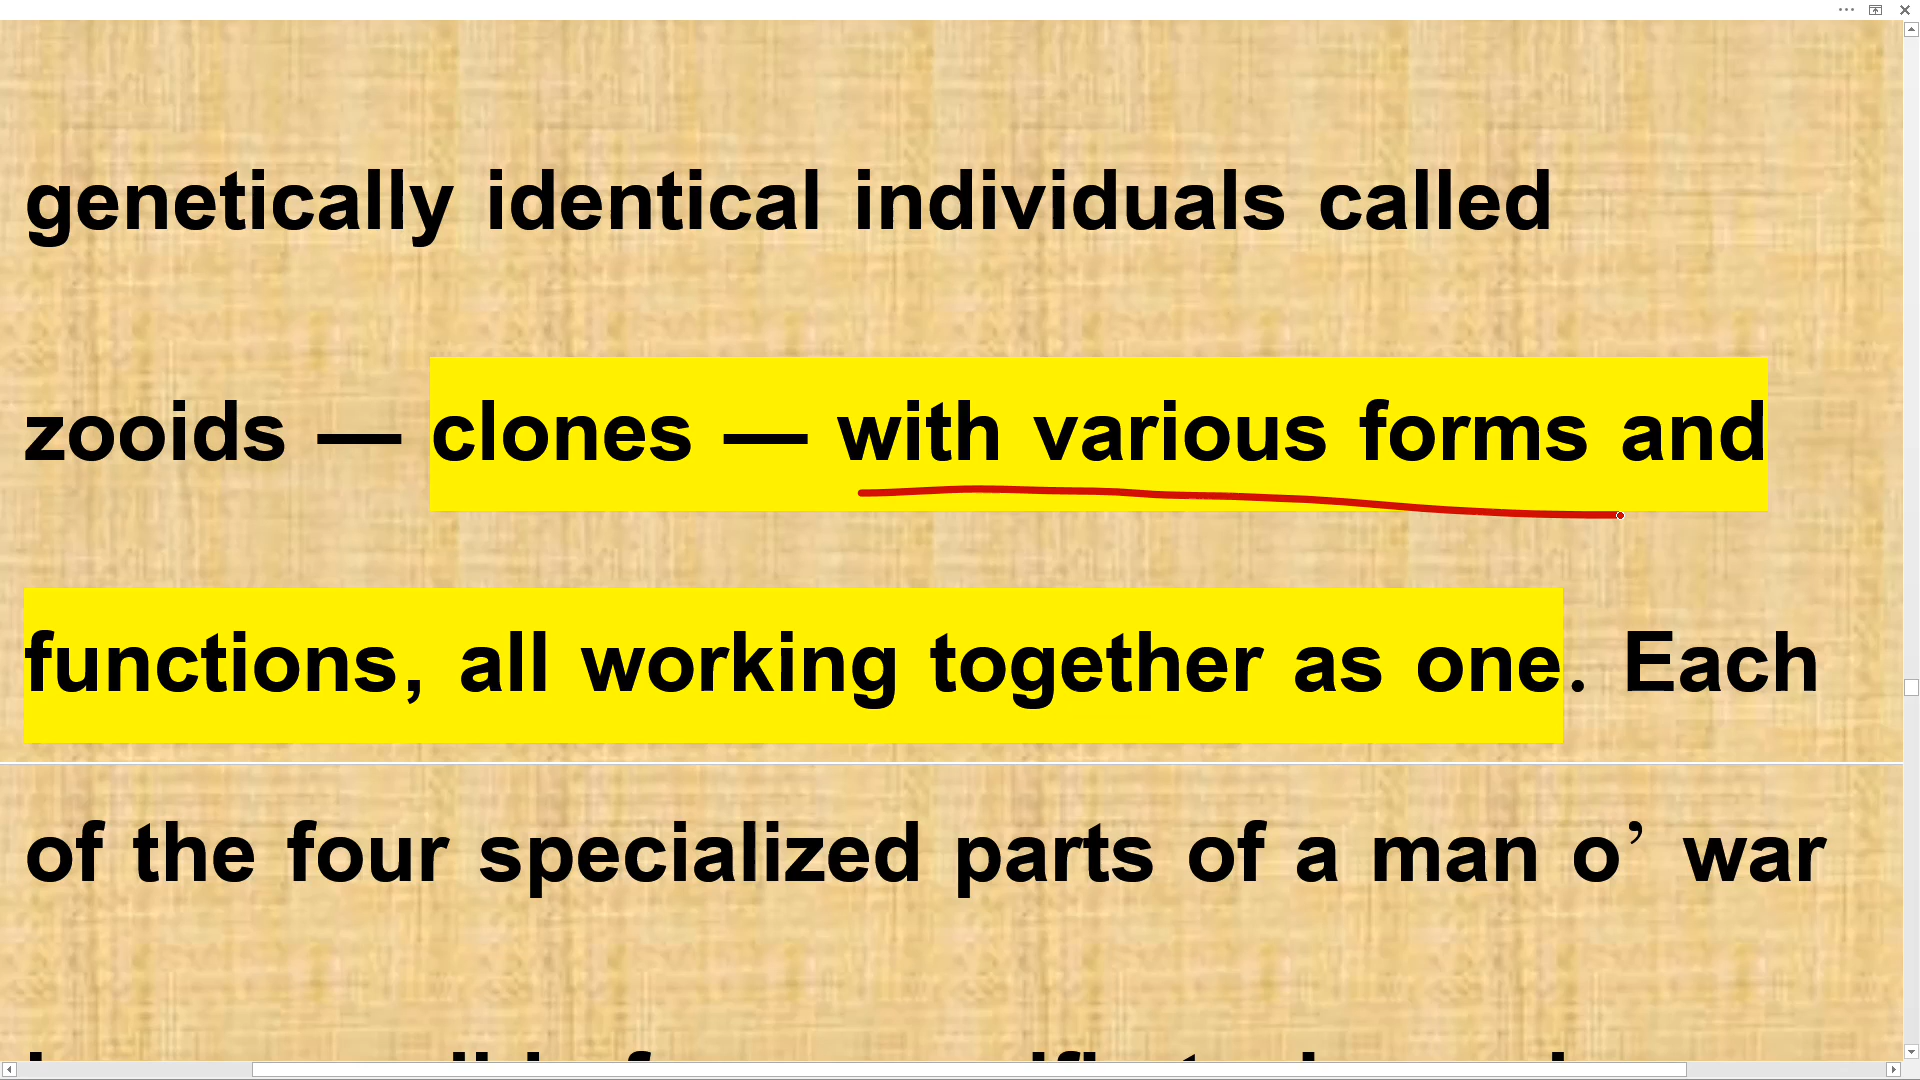 genetically identical individuals called
zooids — clones — with various forms and
functions, all working together as one. Each
of the four specialized parts of a man o’ war